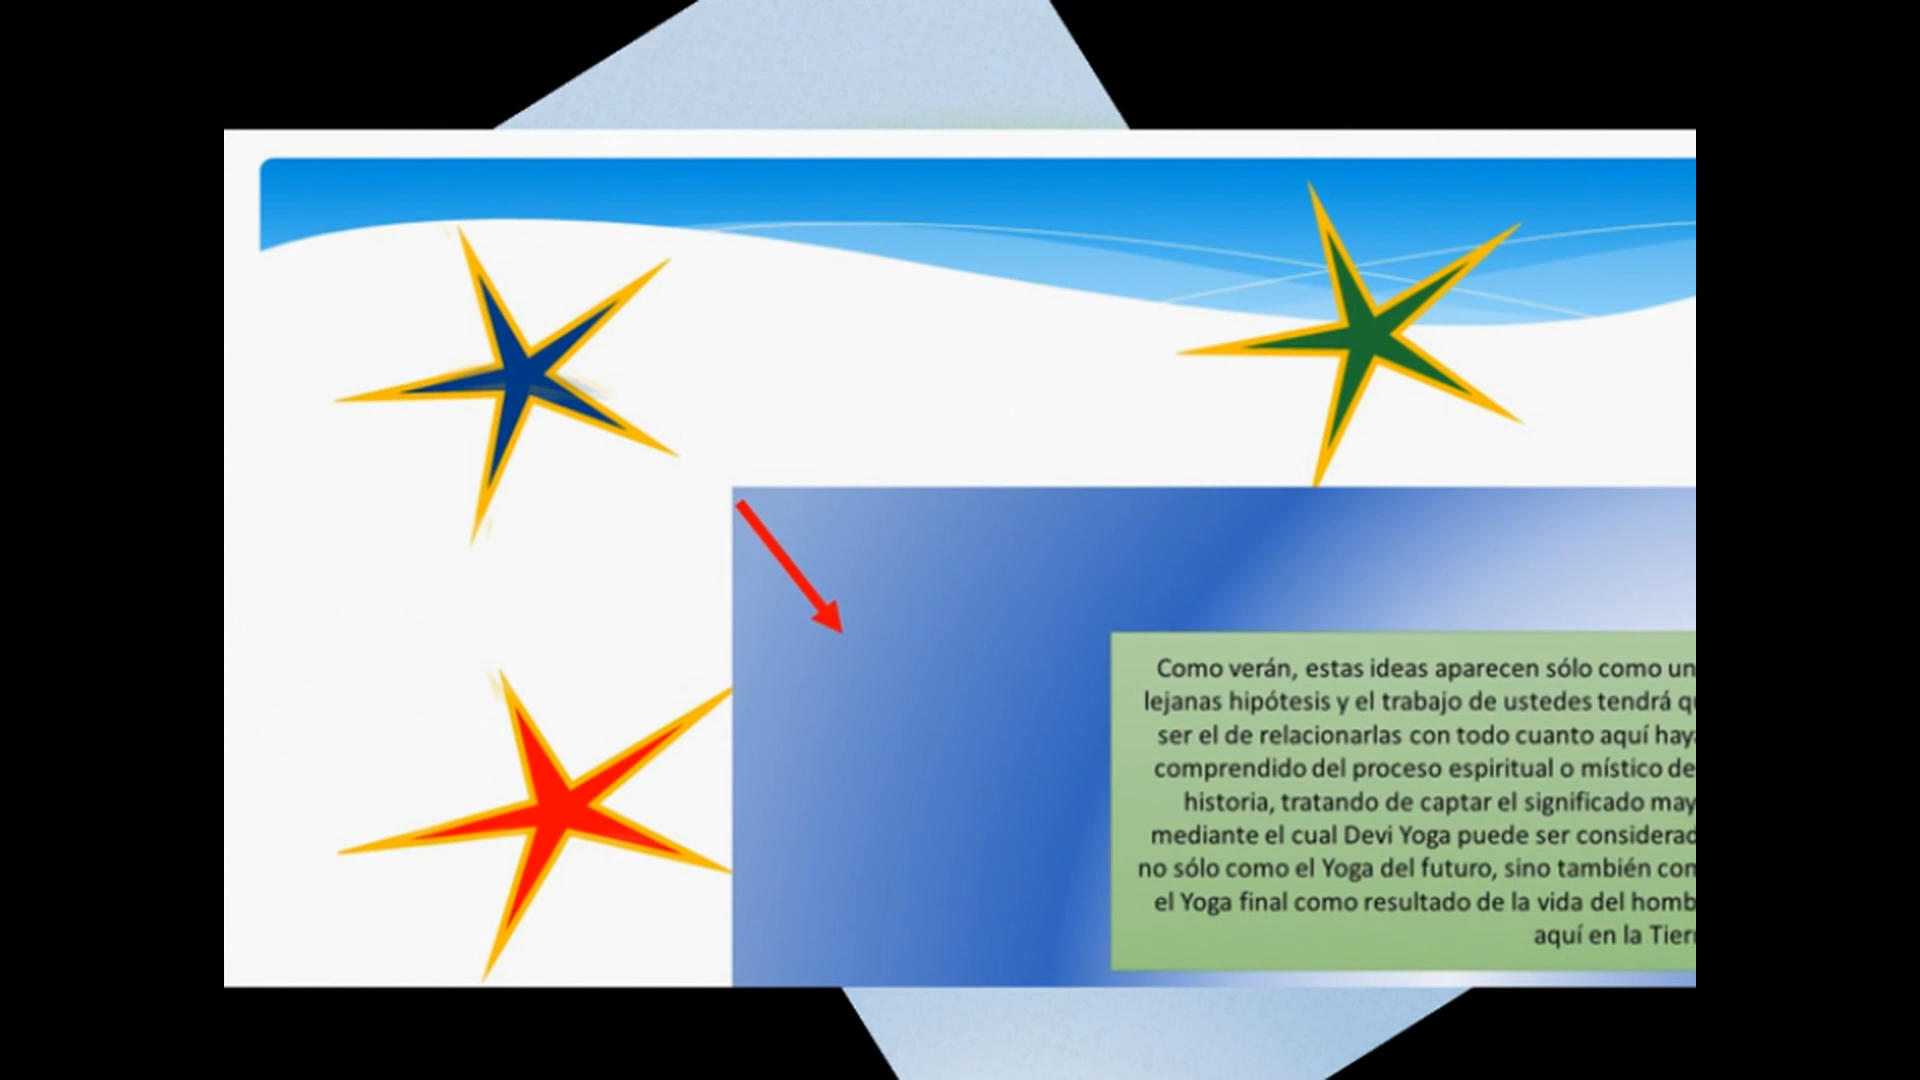 Como verán, estas ideas aparecen sólo como un
lejanas hipótesis y el trabajo de ustedes tendrá q
ser el de relacionarlas con todo cuanto aquí hay
comprendido del proceso espiritual o místico de
historia, tratando de captar el significado may
mediante el cual Devi Yoga puede ser considerad
no sólo como el Yoga del futuro, sino también con
el Yoga final como resultado de la vida del homb
aquí en la Tier